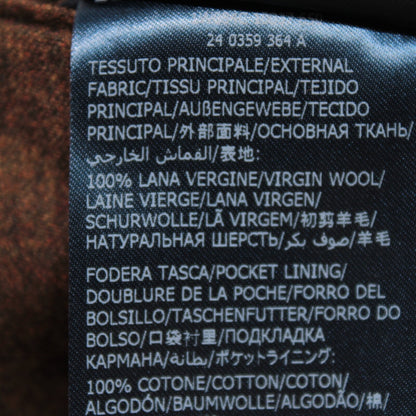 24 0359 364 A
TESSUTO PRINCIPALE/EXTERNAL
FABRIC/TISSU PRINCIPAL/TEJIDO
PRINCIPAL/AUßENGEWEBE/TECIDO
PRINCIPAL/外部面料/ОСНОВНАЯ ТКАНЬ/
القماش الخارجي/表地:
100% LANA VERGINE/VIRGIN WOOL/
LAINE VIERGE/LANA VIRGEN/
SCHURWOLLE/LÃ VIRGEM/初剪羊毛/
НАТУРАЛЬНАЯ ШЕРСТЬ/صوف بكر/羊毛
FODERA TASCA/POCKET LINING/
DOUBLURE DE LA POCHE/FORRO DEL
BOLSILLO/TASCHENFUTTER/FORRO DO
BOLSO/口袋衬里/ПОДКЛАДКА
КАРМАНА/بطانة/ポケットライニング:
100% COTONE/COTTON/COTON/
ALGODÓN/BAUMWOLLE/ALGODÃO/棉/